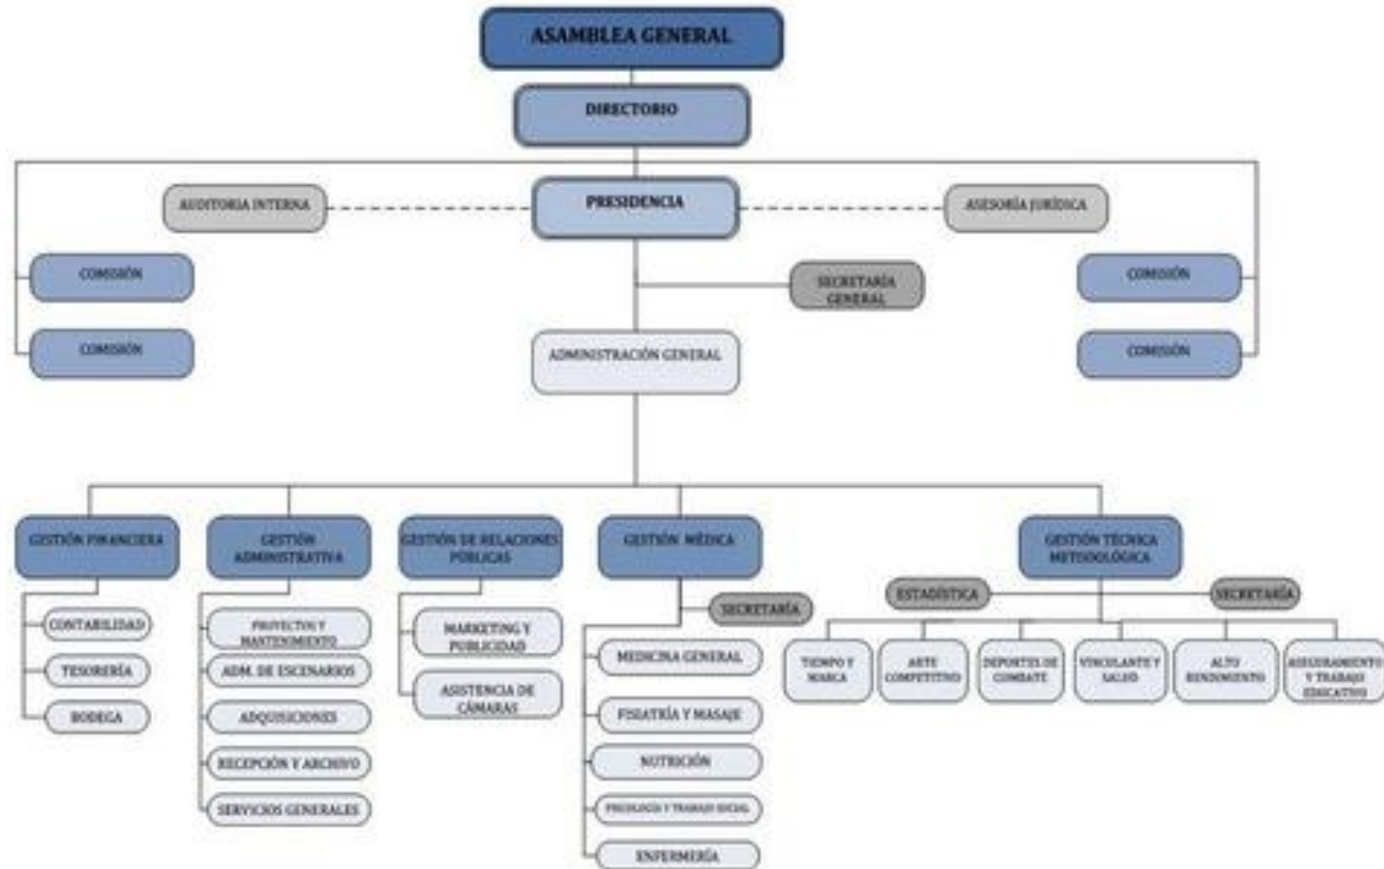 ASAMBLEA GENERAL
DIRECTORIO
AUDITORIA INTERNA
PRESIDENCIA
ASESORÍA JURÍDICA
COMISIÓN
SECRETARÍA
GENERAL
COMISIÓN
COMISIÓN
ADMINISTRACIÓN GENERAL
COMISIÓN
GESTIÓN FINANCIERA
GESTIÓN
ADMINISTRATIVA
GESTIÓN DE RELACIONES
PÚBLICAS
GESTIÓN MÉDICA
GESTIÓN TÉCNICA
METODOLÓGICA
CONTABILIDAD
TESORERÍA
BODEGA
PROYECTOS Y
MANTENIMIENTO
ADM. DE ESCENARIOS
ADQUISICIONES
RECEPCIÓN Y ARCHIVO
SERVICIOS GENERALES
MARKETING Y
PUBLICIDAD
ASISTENCIA DE
CÁMARAS
SECRETARÍA
MEDICINA GENERAL
FISIATRÍA Y MASAJE
NUTRICIÓN
PSICOLOGÍA Y TRABAJO SOCIAL
ENFERMERÍA
ESTADÍSTICA
SECRETARÍA
TIEMPO Y
MARCA
ARTE
COMPETITIVO
DEPORTES DE
COMBATE
VINCULANTE Y
SALUD
ALTO
RENDIMIENTO
ASEGURAMIENTO
Y TRABAJO
EDUCATIVO